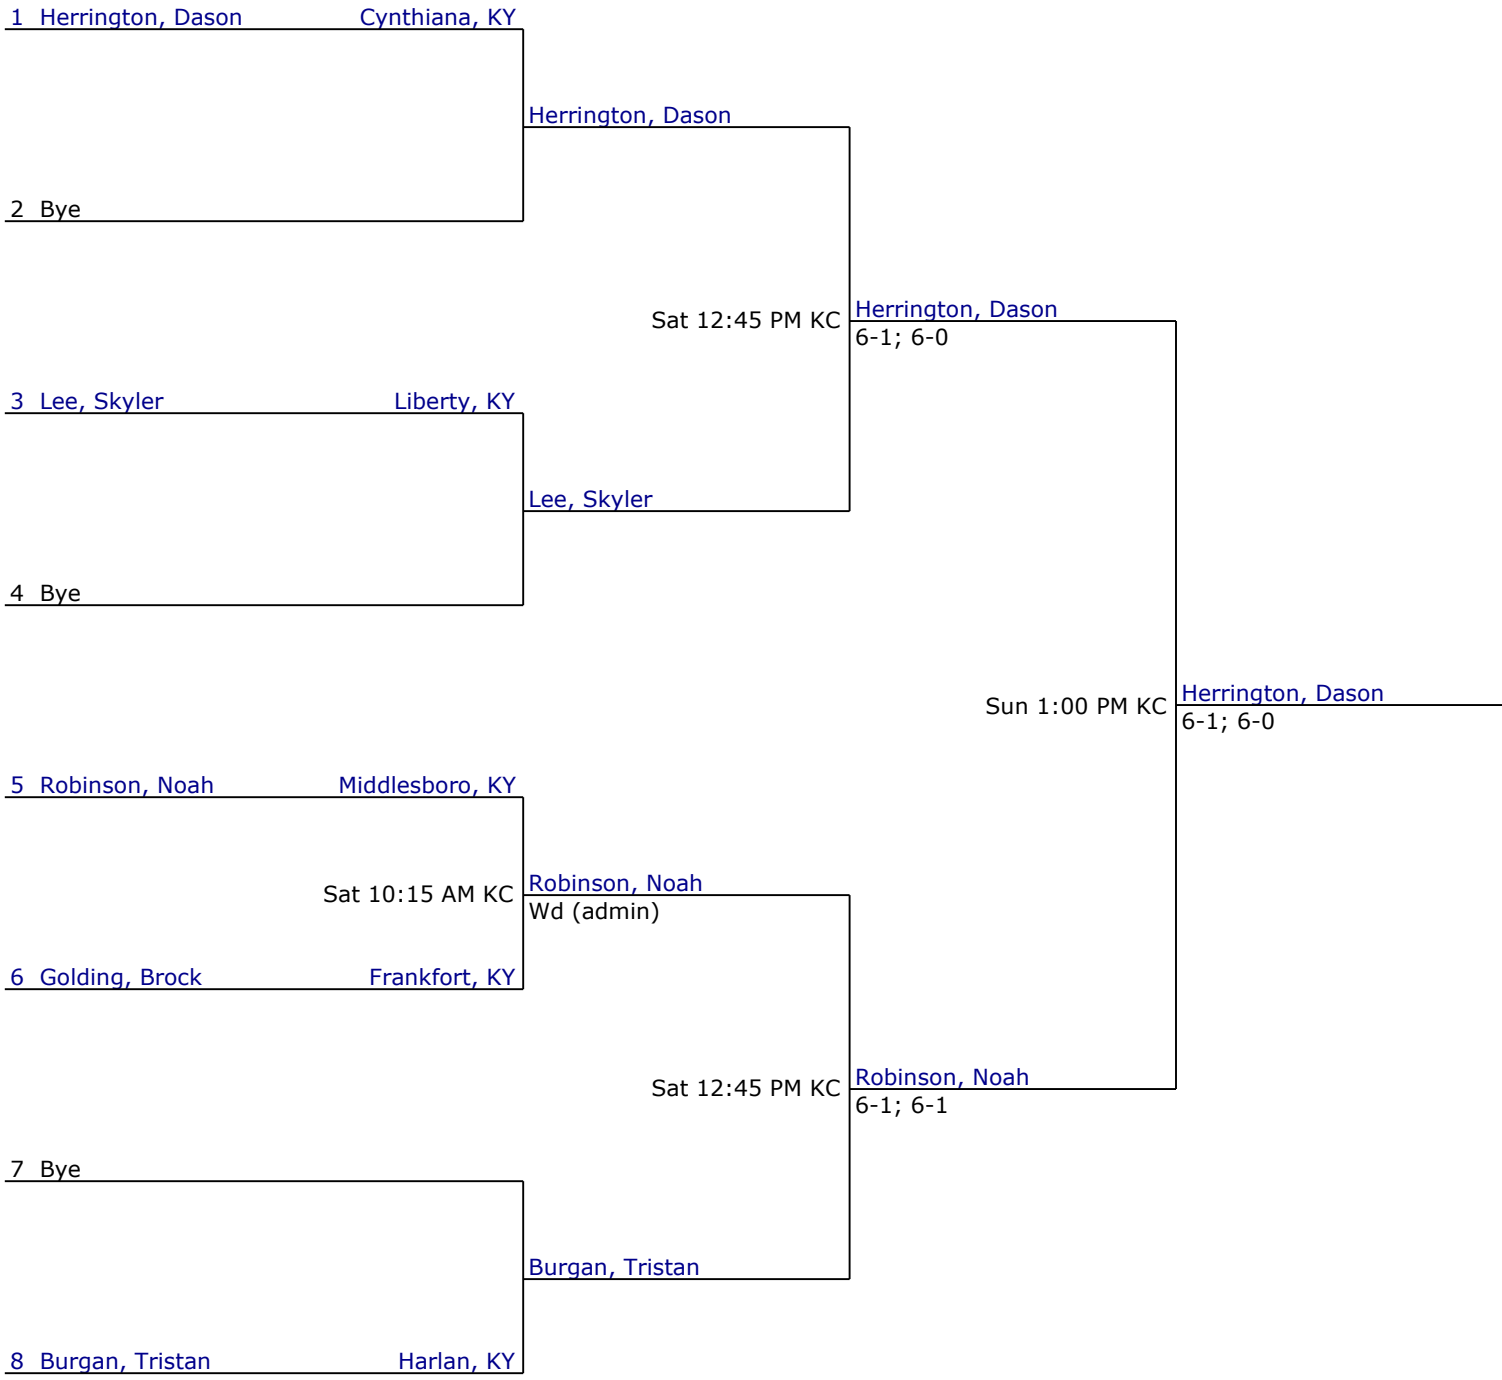 1 Herrington, Dason Cynthiana, KY
Herrington, Dason
2 Bye
Herrington, Dason
Sat 12:45 PM KC
6-1; 6-0
3 Lee, Skyler Liberty, KY
Lee, Skyler
4 Bye
Herrington, Dason
Sun 1:00 PM KC
6-1; 6-0
5 Robinson, Noah Middlesboro, KY
Robinson, Noah
Sat 10:15 AM KC
Wd (admin)
6 Golding, Brock Frankfort, KY
Robinson, Noah
Sat 12:45 PM KC
6-1; 6-1
7 Bye
Burgan, Tristan
8 Burgan, Tristan Harlan, KY